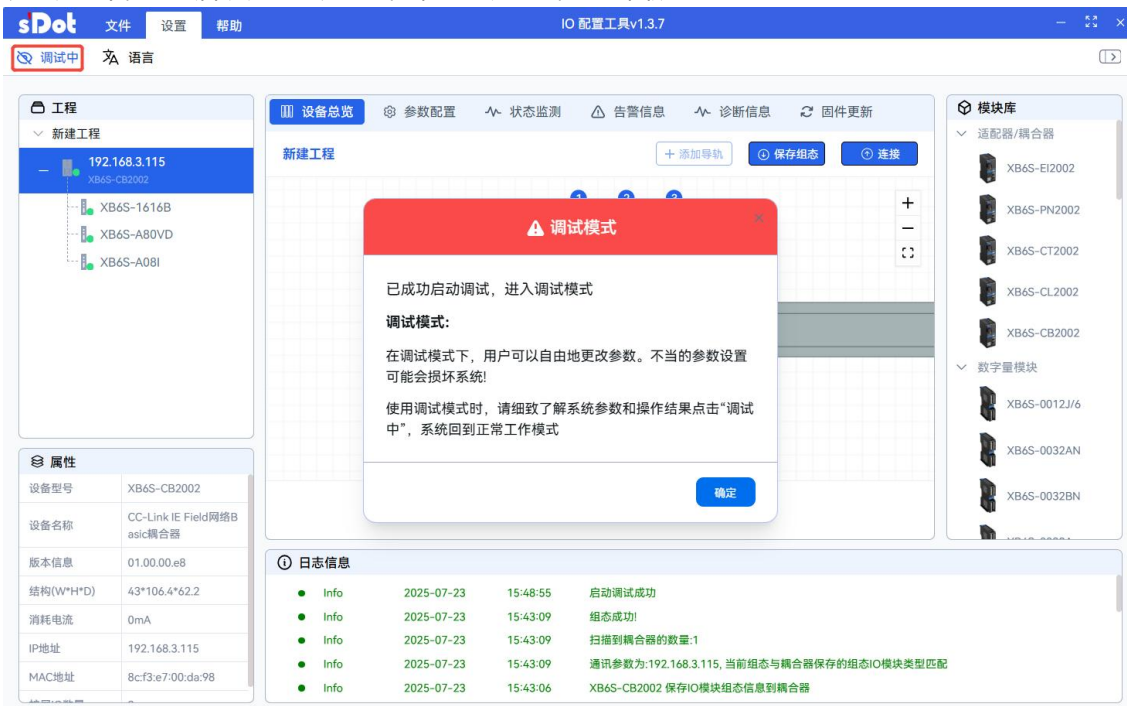 sDot
文件
设置
帮助
IO 配置工具v1.3.7
调试中
语言
工程
新建工程
192.168.3.115
XB6S-CB2002
XB6S-1616B
XB6S-A80VD
XB6S-A08I
设备总览
参数配置
状态监测
告警信息
诊断信息
固件更新
新建工程
添加导轨
保存组态
连接
调试模式
已成功启动调试，进入调试模式
调试模式:
在调试模式下，用户可以自由地更改参数。不当的参数设置
可能会损坏系统!
使用调试模式时，请细致了解系统参数和操作结果点击“调试
中”，系统回到正常工作模式
确定
模块库
适配器/耦合器
XB6S-EI2002
XB6S-PN2002
XB6S-CT2002
XB6S-CL2002
XB6S-CB2002
数字量模块
XB6S-0012J/6
XB6S-0032AN
XB6S-0032BN
属性
设备型号 XB6S-CB2002
设备名称 CC-Link IE Field网络B
asic耦合器
版本信息 01.00.00.e8
结构(W*H*D) 43*106.4*62.2
消耗电流 0mA
IP地址 192.168.3.115
MAC地址 8c:f3:e7:00:da:98
日志信息
Info 2025-07-23 15:48:55 启动调试成功
Info 2025-07-23 15:43:09 组态成功!
Info 2025-07-23 15:43:09 扫描到耦合器的数量:1
Info 2025-07-23 15:43:09 通讯参数为:192.168.3.115, 当前组态与耦合器保存的组态IO模块类型匹配
Info 2025-07-23 15:43:06 XB6S-CB2002 保存IO模块组态信息到耦合器